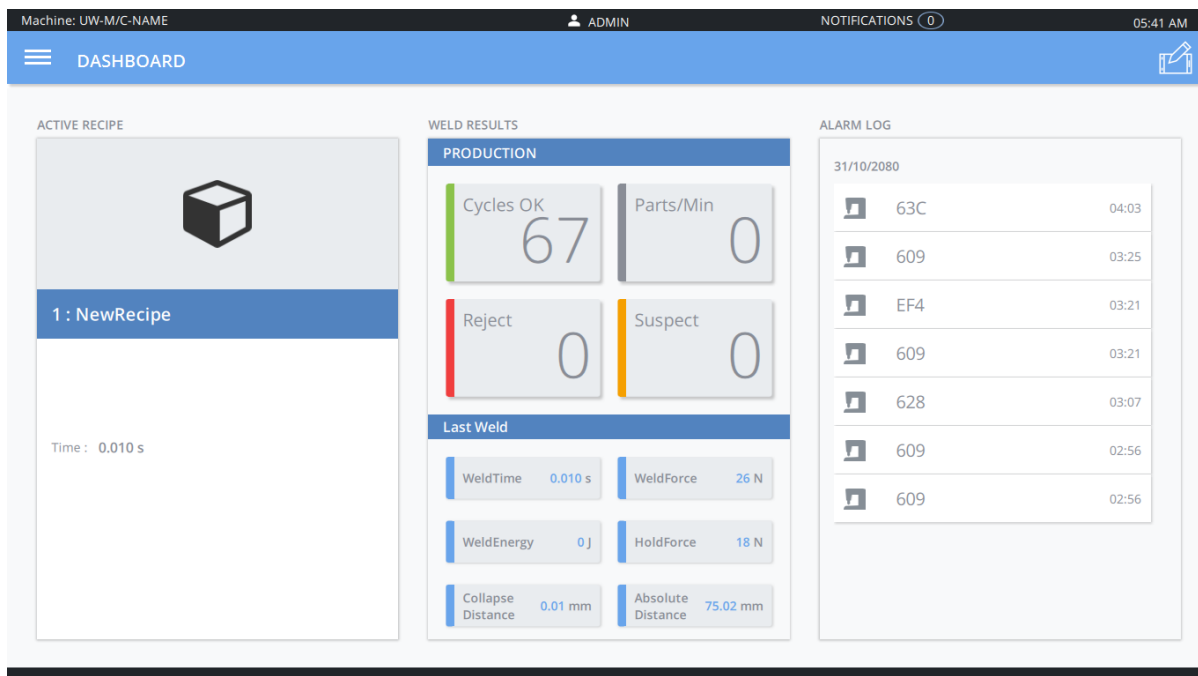 Machine: UW-M/C-NAME
ADMIN
NOTIFICATIONS 0
05:41 AM
DASHBOARD
ACTIVE RECIPE
1 : NewRecipe
Time : 0.010 s
WELD RESULTS
PRODUCTION
Cycles OK
67
Parts/Min
0
Reject
0
Suspect
0
Last Weld
WeldTime 0.010 s
WeldForce 26 N
WeldEnergy 0 J
HoldForce 18 N
Collapse
Distance
0.01 mm
Absolute
Distance
75.02 mm
ALARM LOG
31/10/2080
63C 04:03
609 03:25
EF4 03:21
609 03:21
628 03:07
609 02:56
609 02:56